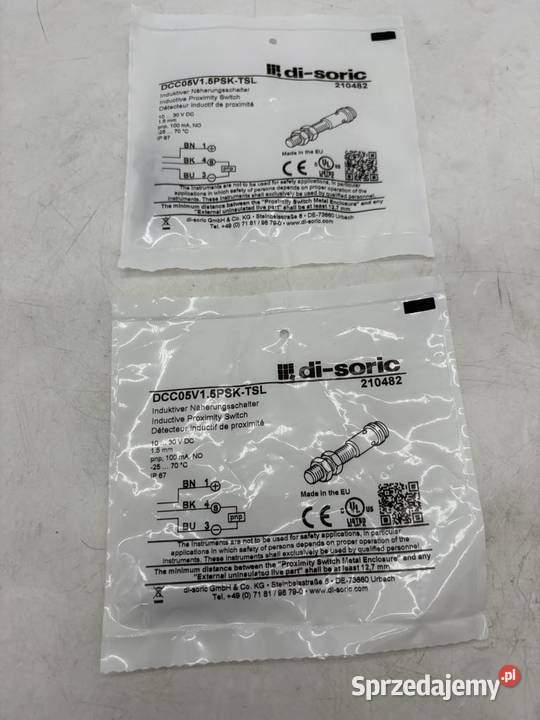 di-soric
210482
DCC05V1.5PSK-TSL
Induktiver Näherungsschalter
Inductive Proximity Switch
Détecteur inductif de proximité
10 ... 30 V DC
1.5 mm
pnp, 100 mA, NO
-25 ... 70 °C
IP 67
BN 1
BK 4
pnp
BU 3
Made in the EU
CE UL US
LISTED
The instruments are not to be used for safety applications, in particular
applications in which safety of persons depends on proper operation of the
instruments. These instruments shall exclusively be used by qualified personnel.
The minimum distance between the "Proximity Switch Metal Enclosure" and any
"External uninsulated live part" shall be at least 12,7 mm
di-soric GmbH & Co. KG - Steinbeisstraße 6 - DE-73660 Urbach
Tel. +49 (0) 71 81 / 98 79-0 · www.di-soric.com
di-soric
210482
DCC05V1.5PSK-TSL
Induktiver Näherungsschalter
Inductive Proximity Switch
Détecteur inductif de proximité
10 ... 30 V DC
1.5 mm
pnp, 100 mA, NO
-25 ... 70 °C
IP 67
BN 1
BK 4
pnp
BU 3
Made in the EU
CE UL US
LISTED
The instruments are not to be used for safety applications, in particular
applications in which safety of persons depends on proper operation of the
instruments. These instruments shall exclusively be used by qualified personnel
The minimum distance between the "Proximity Switch Metal Enclosure" and any
"External uninsulated live part" shall be at least 12,7 mm
di-soric GmbH & Co. KG - Steinbeisstraße 6 - DE-73660 Urbach
Tel. +49 (0) 71 81 / 98 79-0 · www.di-soric.com
Sprzedajemy.pl